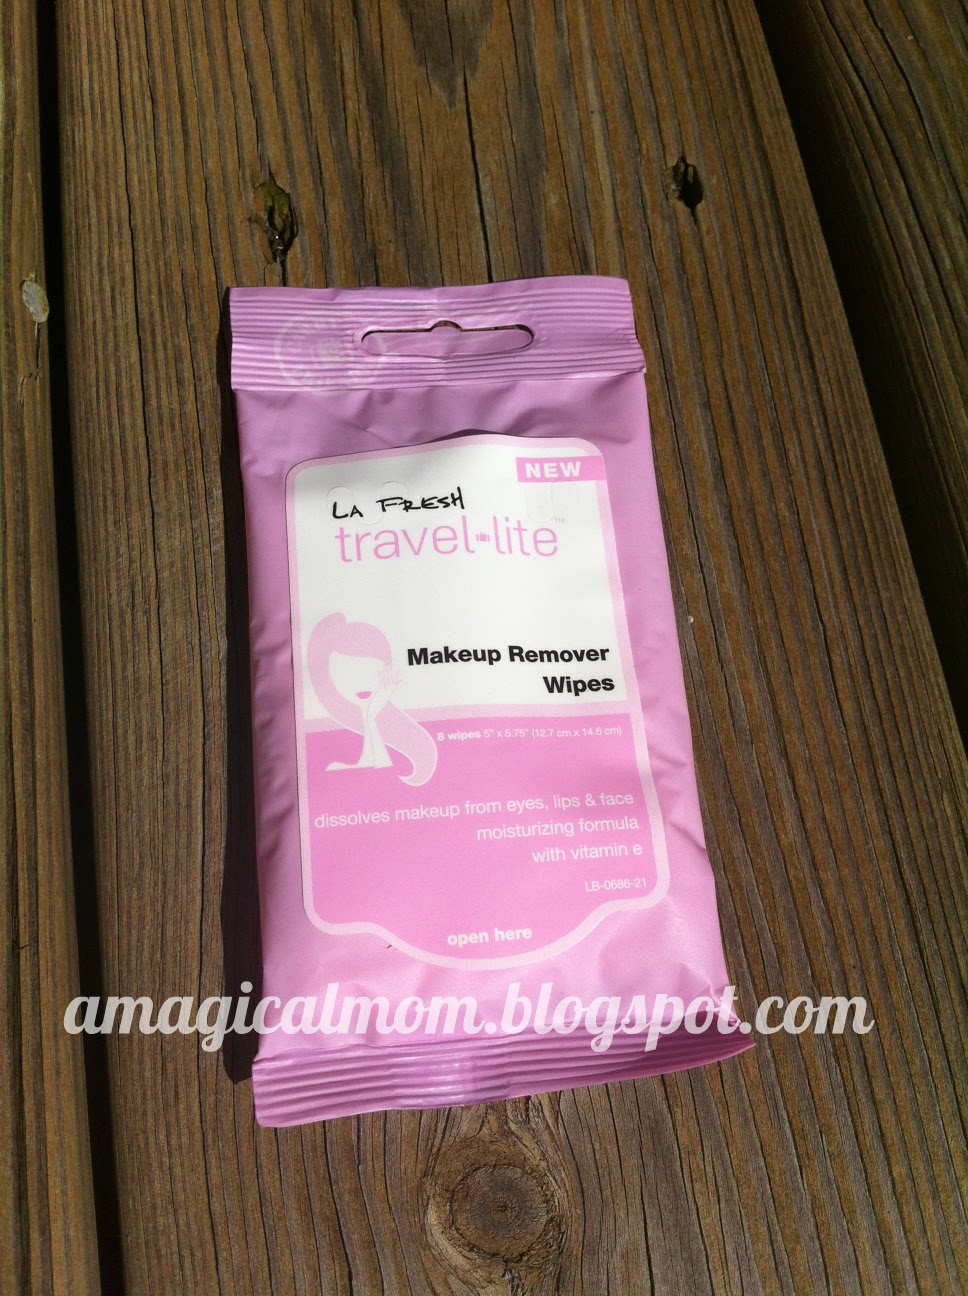 NEW
LA FRESH
travel lite™
Makeup Remover
Wipes
8 wipes 5" x 5.75" (12.7 cm x 14.6 cm)
dissolves makeup from eyes, lips & face
moisturizing formula
with vitamin e
LB-0686-21
open here
amagicalmom.blogspot.com